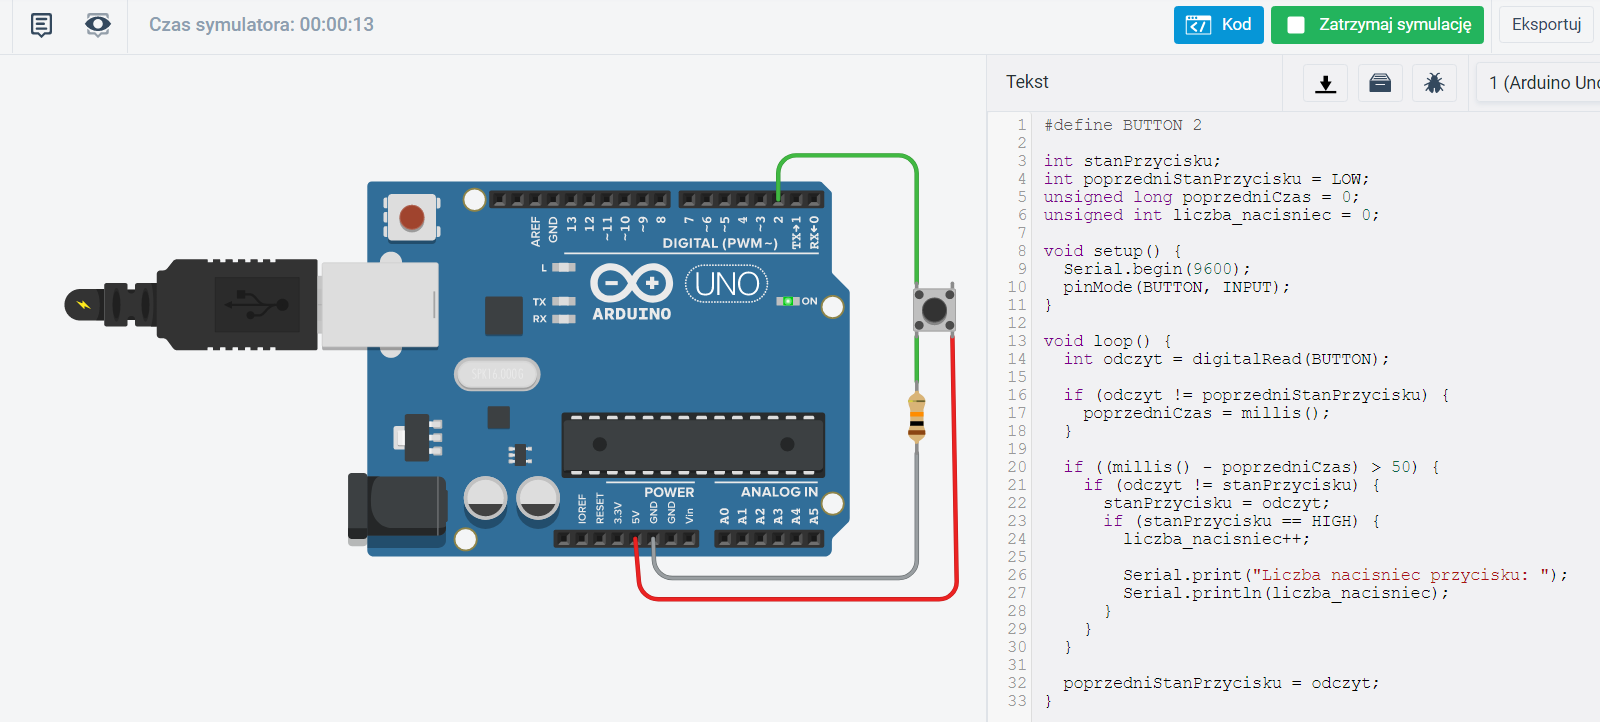 Czas symulatora: 00:00:13
Kod
Zatrzymaj symulację
Eksportuj
Tekst
1 (Arduino Uno
AREF
GND
13
12
~11
~10
~9
8
7
~6
~5
4
~3
2
TX→1
RX←0
DIGITAL (PWM~)
L
TX
RX
ARDUINO
UNO
ON
SPK16.000G
POWER
ANALOG IN
IOREF
RESET
3.3V
5V
GND
GND
Vin
A0
A1
A2
A3
A4
A5
1 #define BUTTON 2
2
3 int stanPrzycisku;
4 int poprzedniStanPrzycisku = LOW;
5 unsigned long poprzedniCzas = 0;
6 unsigned int liczba_nacisniec = 0;
7
8 void setup() {
9   Serial.begin(9600);
10   pinMode(BUTTON, INPUT);
11 }
12
13 void loop() {
14   int odczyt = digitalRead(BUTTON);
15
16   if (odczyt != poprzedniStanPrzycisku) {
17     poprzedniCzas = millis();
18   }
19
20   if ((millis() - poprzedniCzas) > 50) {
21     if (odczyt != stanPrzycisku) {
22       stanPrzycisku = odczyt;
23       if (stanPrzycisku == HIGH) {
24         liczba_nacisniec++;
25
26         Serial.print("Liczba nacisniec przycisku: ");
27         Serial.println(liczba_nacisniec);
28       }
29     }
30   }
31
32   poprzedniStanPrzycisku = odczyt;
33 }